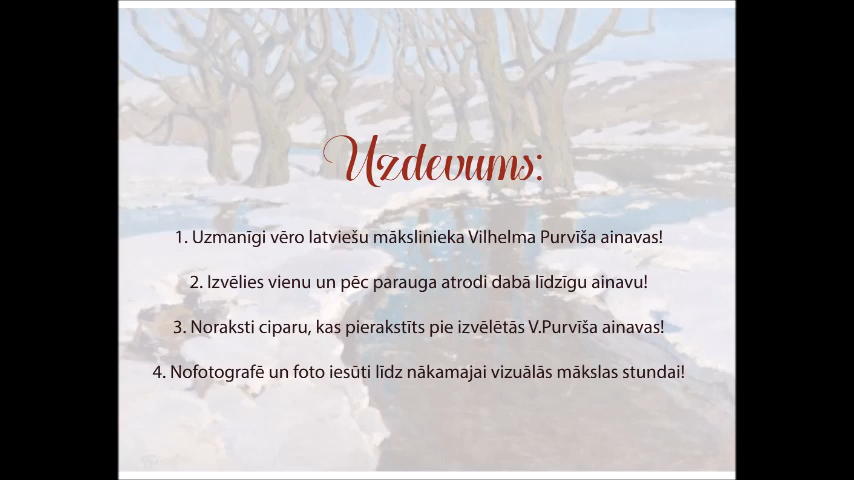 Uzdevums:
1. Uzmanīgi vēro latviešu mākslinieka Vilhelma Purvīša ainavas!
2. Izvēlies vienu un pēc parauga atrodi dabā līdzīgu ainavu!
3. Noraksti ciparu, kas pierakstīts pie izvēlētās V.Purvīša ainavas!
4. Nofotografē un foto iesūti līdz nākamajai vizuālās mākslas stundai!